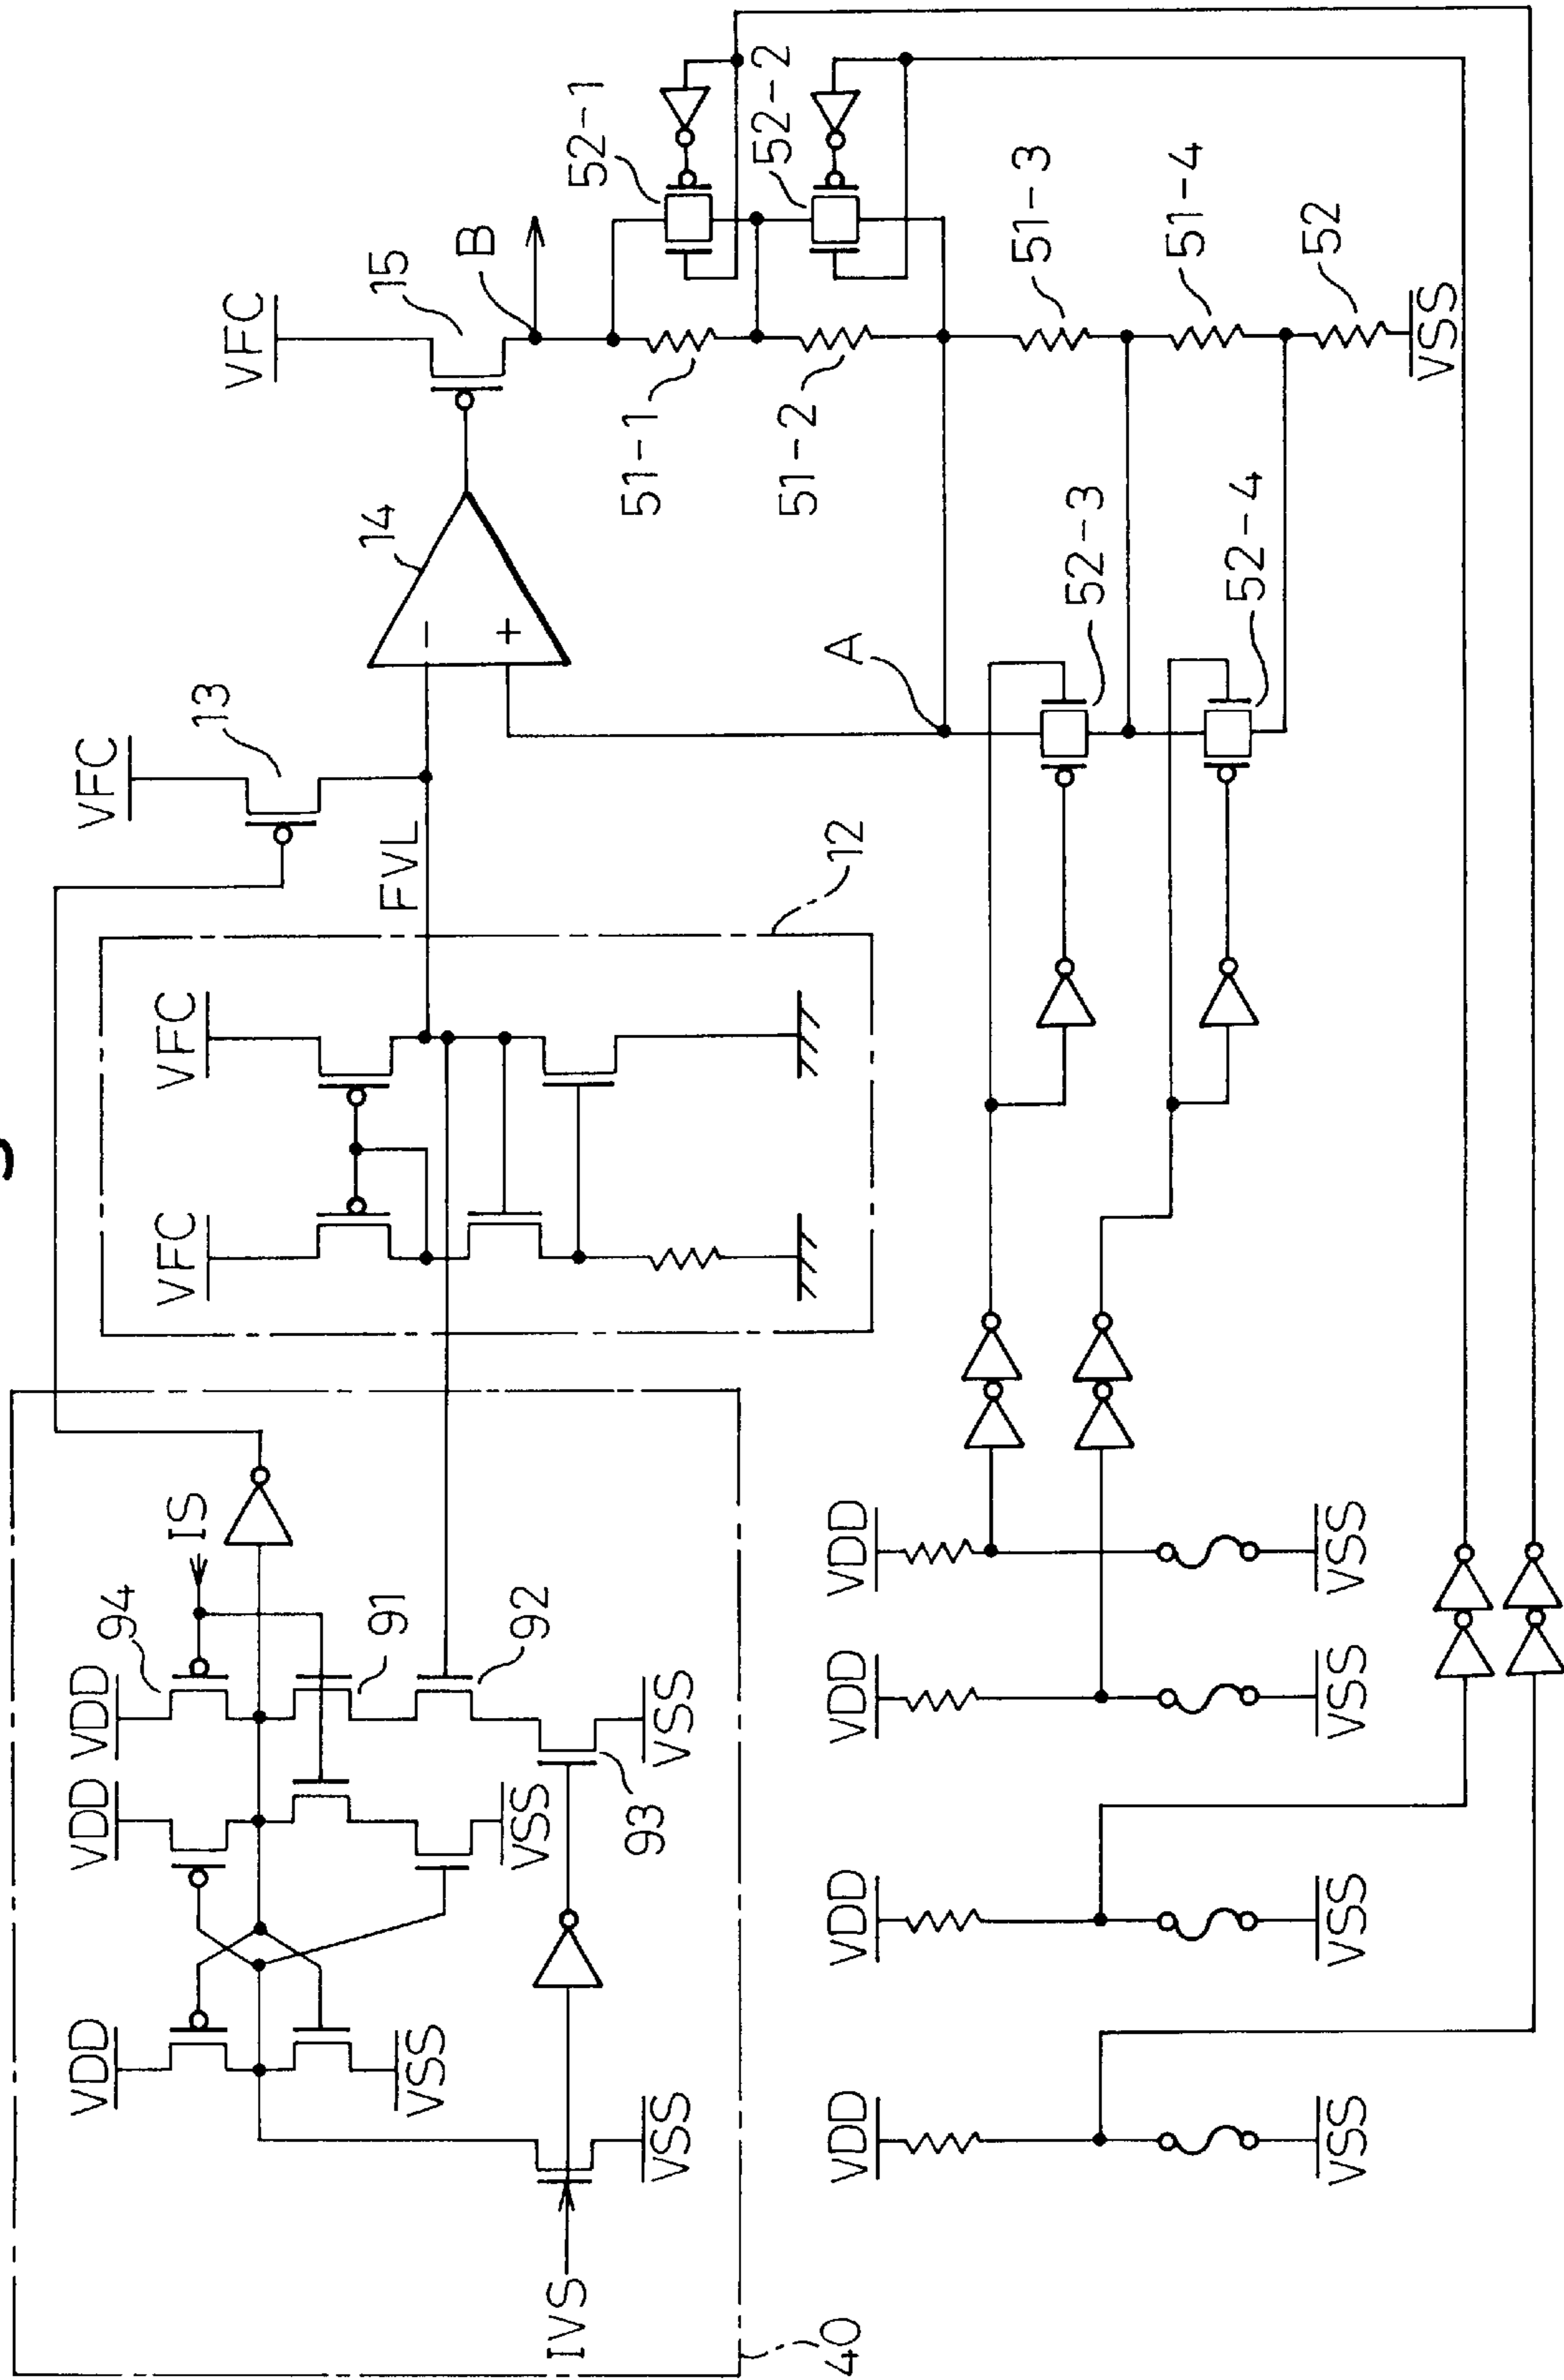 VDD
VDD
VDD
VFC
94
IS
VFC
VFC
13
VFC
14
15
91
FVL
VSS
B
VSS
92
IVS
52-1
93
51-1
VSS
VSS
52-2
51-2
40
12
A
VDD
VDD
VDD
VDD
51-3
52-3
51-4
52-4
52
VSS
VSS
VSS
VSS
VSS